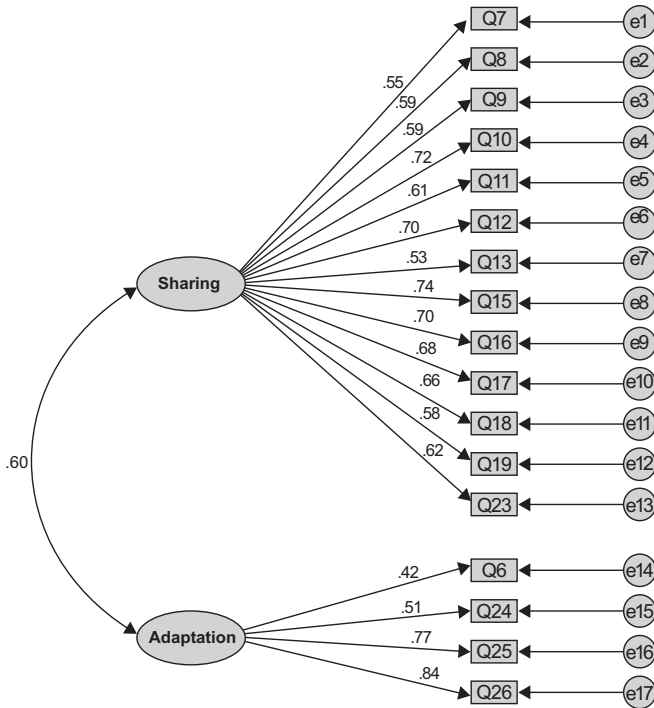 Q7 e1
.55 Q8 e2
.59 Q9 e3
.59 Q10 e4
.72 Q11 e5
.61 Q12 e6
.70 Q13 e7
.53
Sharing
.74 Q15 e8
.70 Q16 e9
.68 Q17 e10
.66 Q18 e11
.58 Q19 e12
.62 Q23 e13
.60
.42 Q6 e14
.51 Q24 e15
Adaptation
.77 Q25 e16
.84 Q26 e17